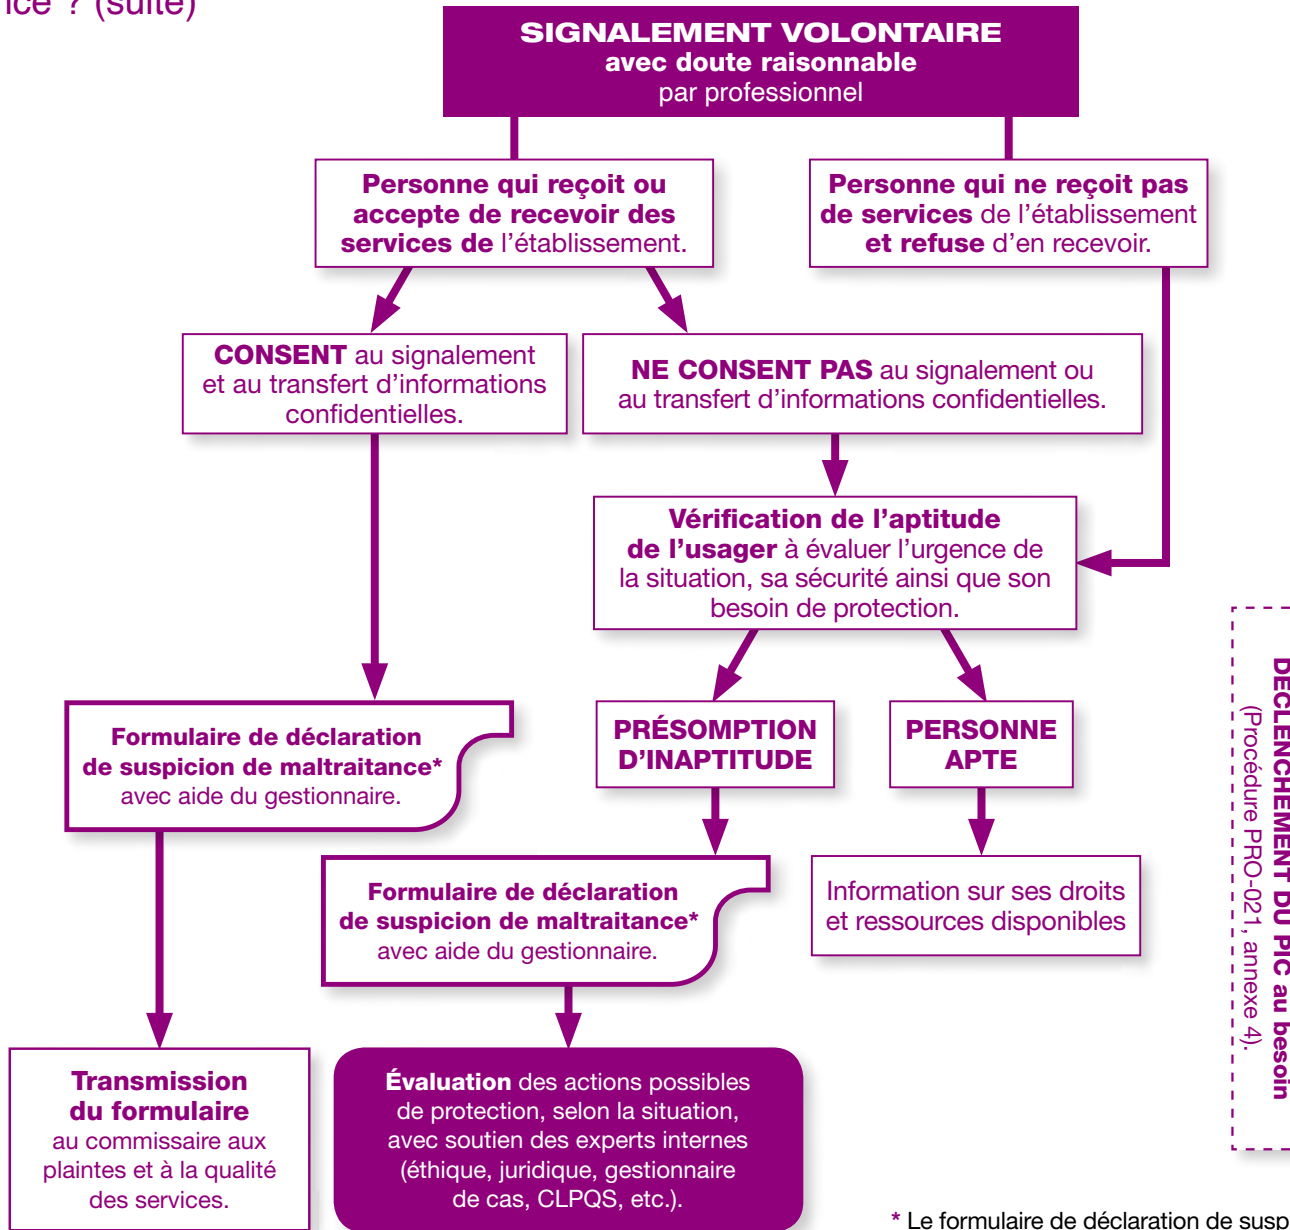 ? (suite)
SIGNALEMENT VOLONTAIRE
avec doute raisonnable
par professionnel
Personne qui reçoit ou
accepte de recevoir des
services de l’établissement.
Personne qui ne reçoit pas
de services de l’établissement
et refuse d’en recevoir.
CONSENT au signalement
et au transfert d’informations
confidentielles.
NE CONSENT PAS au signalement ou
au transfert d’informations confidentielles.
Vérification de l’aptitude
de l’usager à évaluer l’urgence de
la situation, sa sécurité ainsi que son
besoin de protection.
PRÉSOMPTION
D’INAPTITUDE
PERSONNE
APTE
Formulaire de déclaration
de suspicion de maltraitance*
avec aide du gestionnaire.
Formulaire de déclaration
de suspicion de maltraitance*
avec aide du gestionnaire.
Information sur ses droits
et ressources disponibles
Transmission
du formulaire
au commissaire aux
plaintes et à la qualité
des services.
Évaluation des actions possibles
de protection, selon la situation,
avec soutien des experts internes
(éthique, juridique, gestionnaire
de cas, CLPQS, etc.).
DÉCLENCHEMENT DU PIC au besoin
(Procédure PRO-021, annexe 4).
* Le formulaire de déclaration de